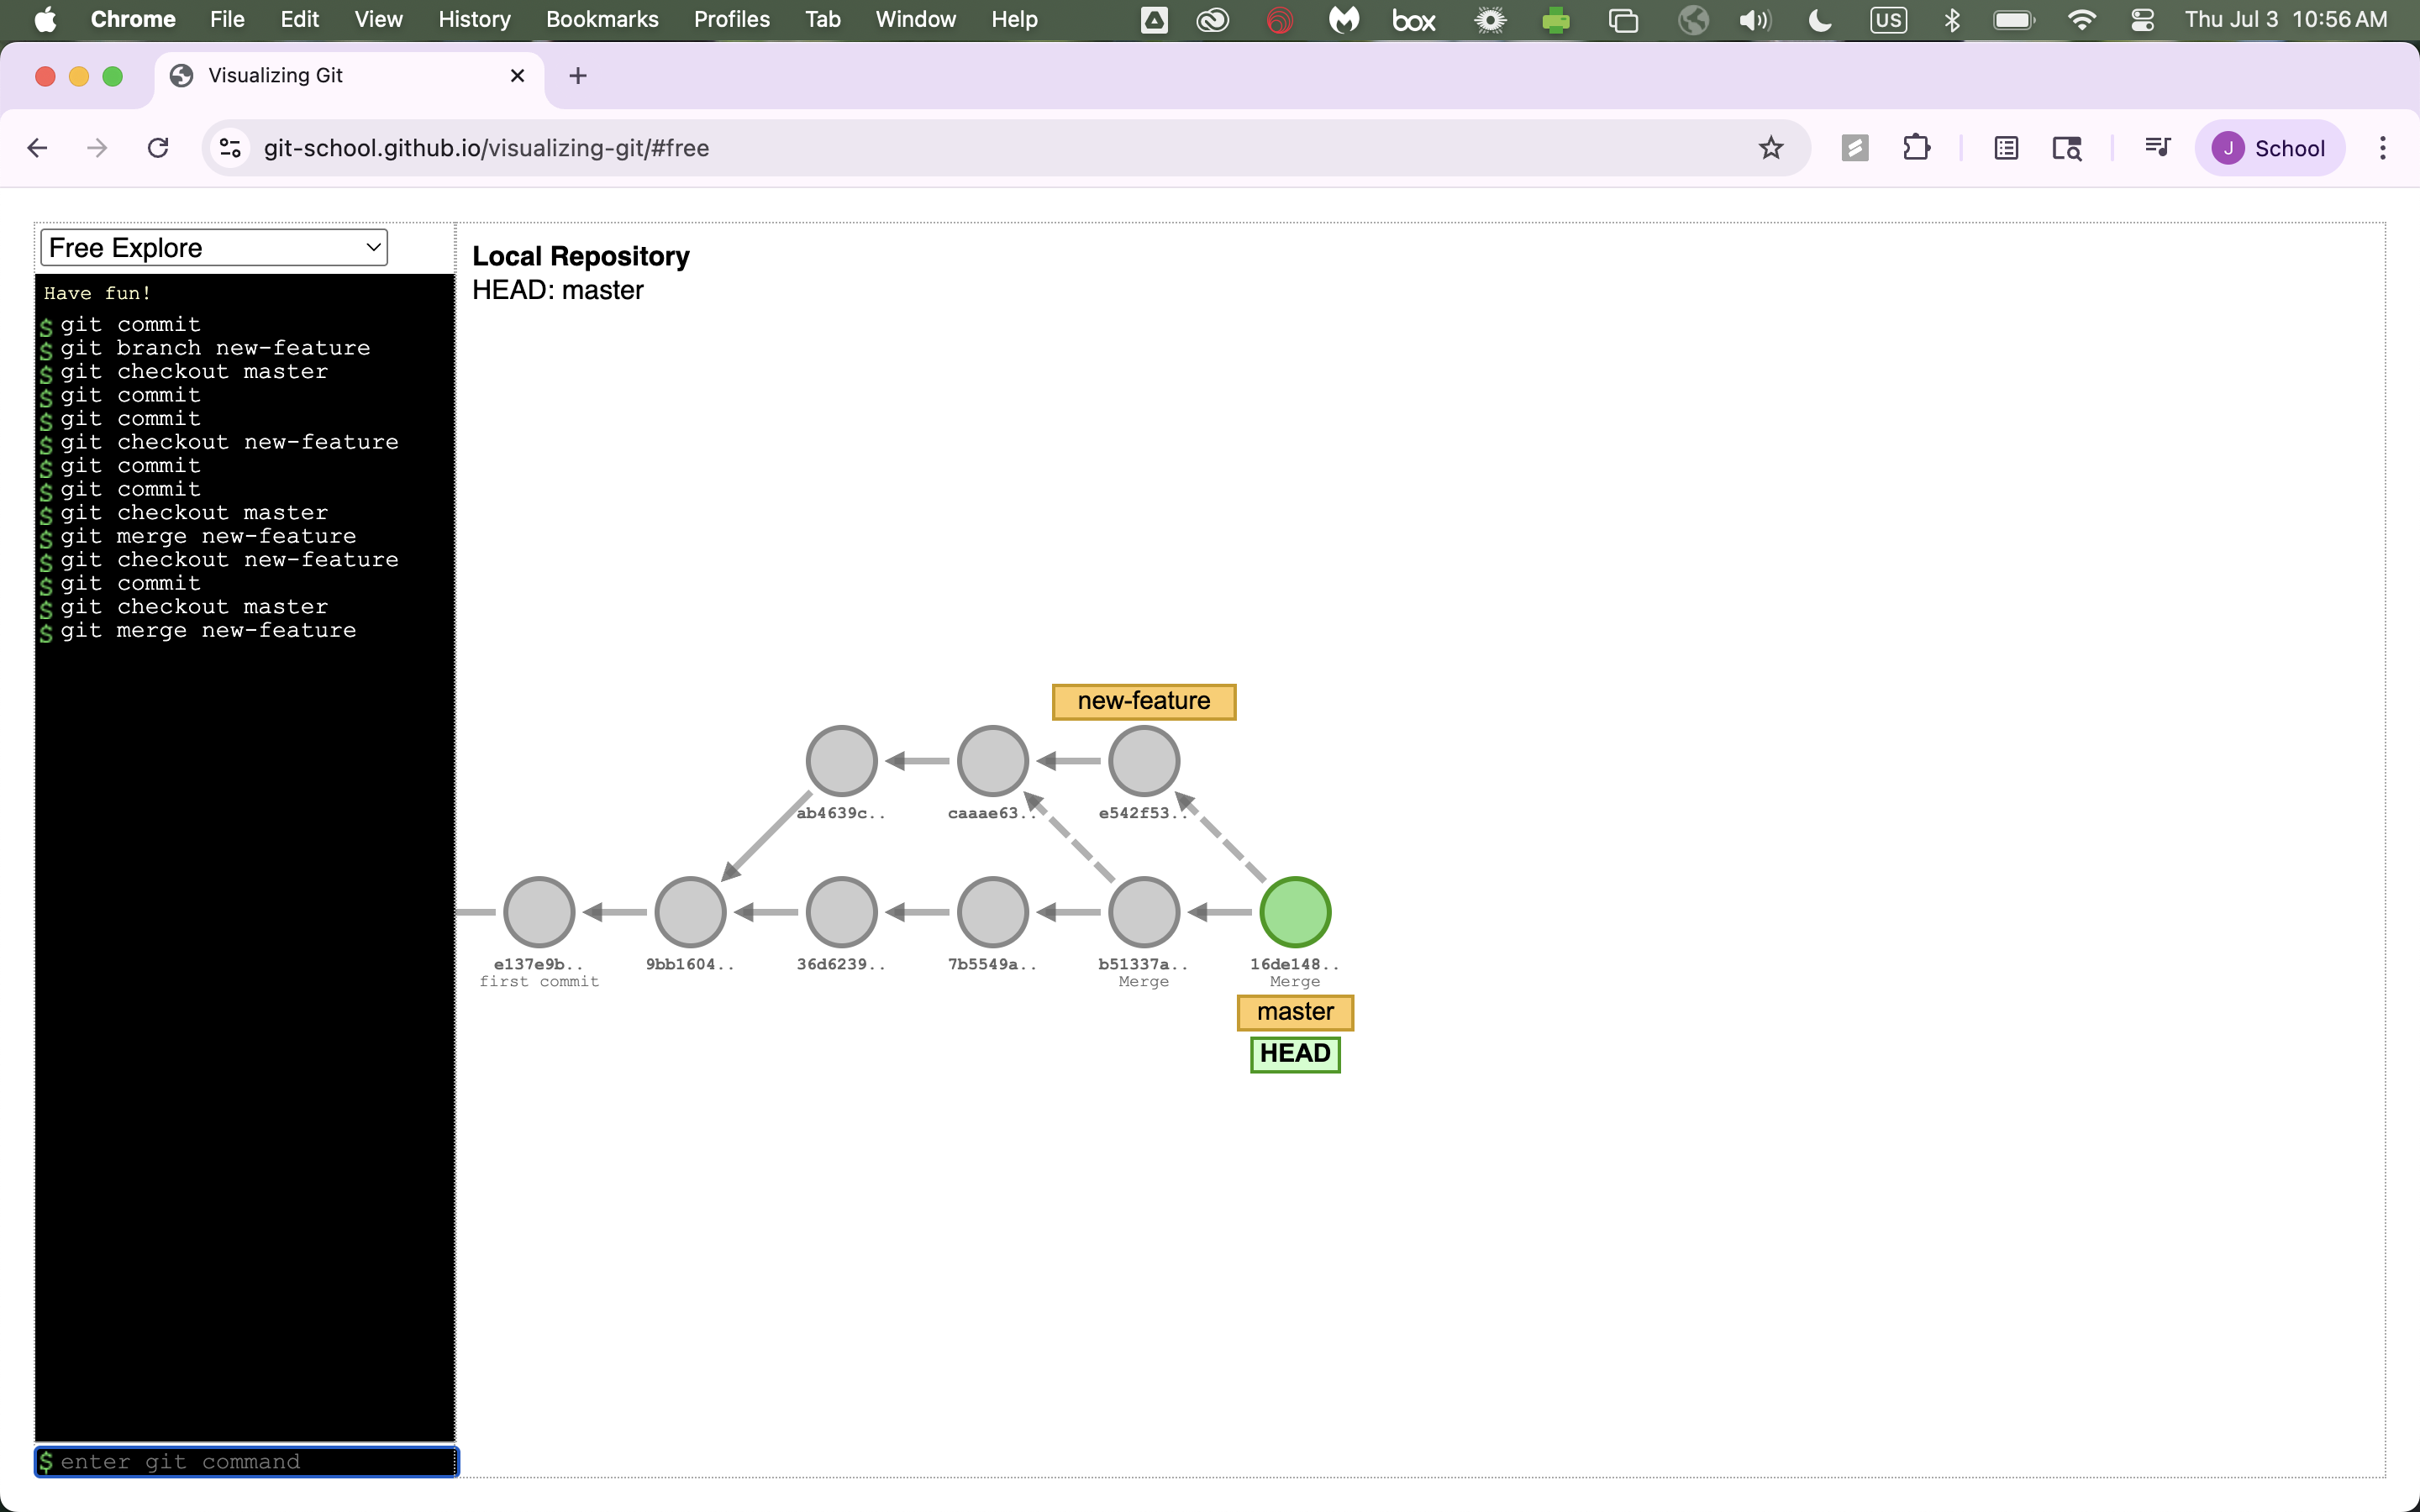 Chrome File Edit View History Bookmarks Profiles Tab Window Help box US Thu Jul 3 10:56 AM
Visualizing Git
git-school.github.io/visualizing-git/#free
J School
Free Explore
Have fun!
$ git commit
$ git branch new-feature
$ git checkout master
$ git commit
$ git commit
$ git checkout new-feature
$ git commit
$ git commit
$ git checkout master
$ git merge new-feature
$ git checkout new-feature
$ git commit
$ git checkout master
$ git merge new-feature
$ enter git command
Local Repository
HEAD: master
new-feature
ab4639c.. caaae63.. e542f53..
e137e9b.. 9bb1604.. 36d6239.. 7b5549a.. b51337a.. 16de148..
first commit Merge Merge
master
HEAD